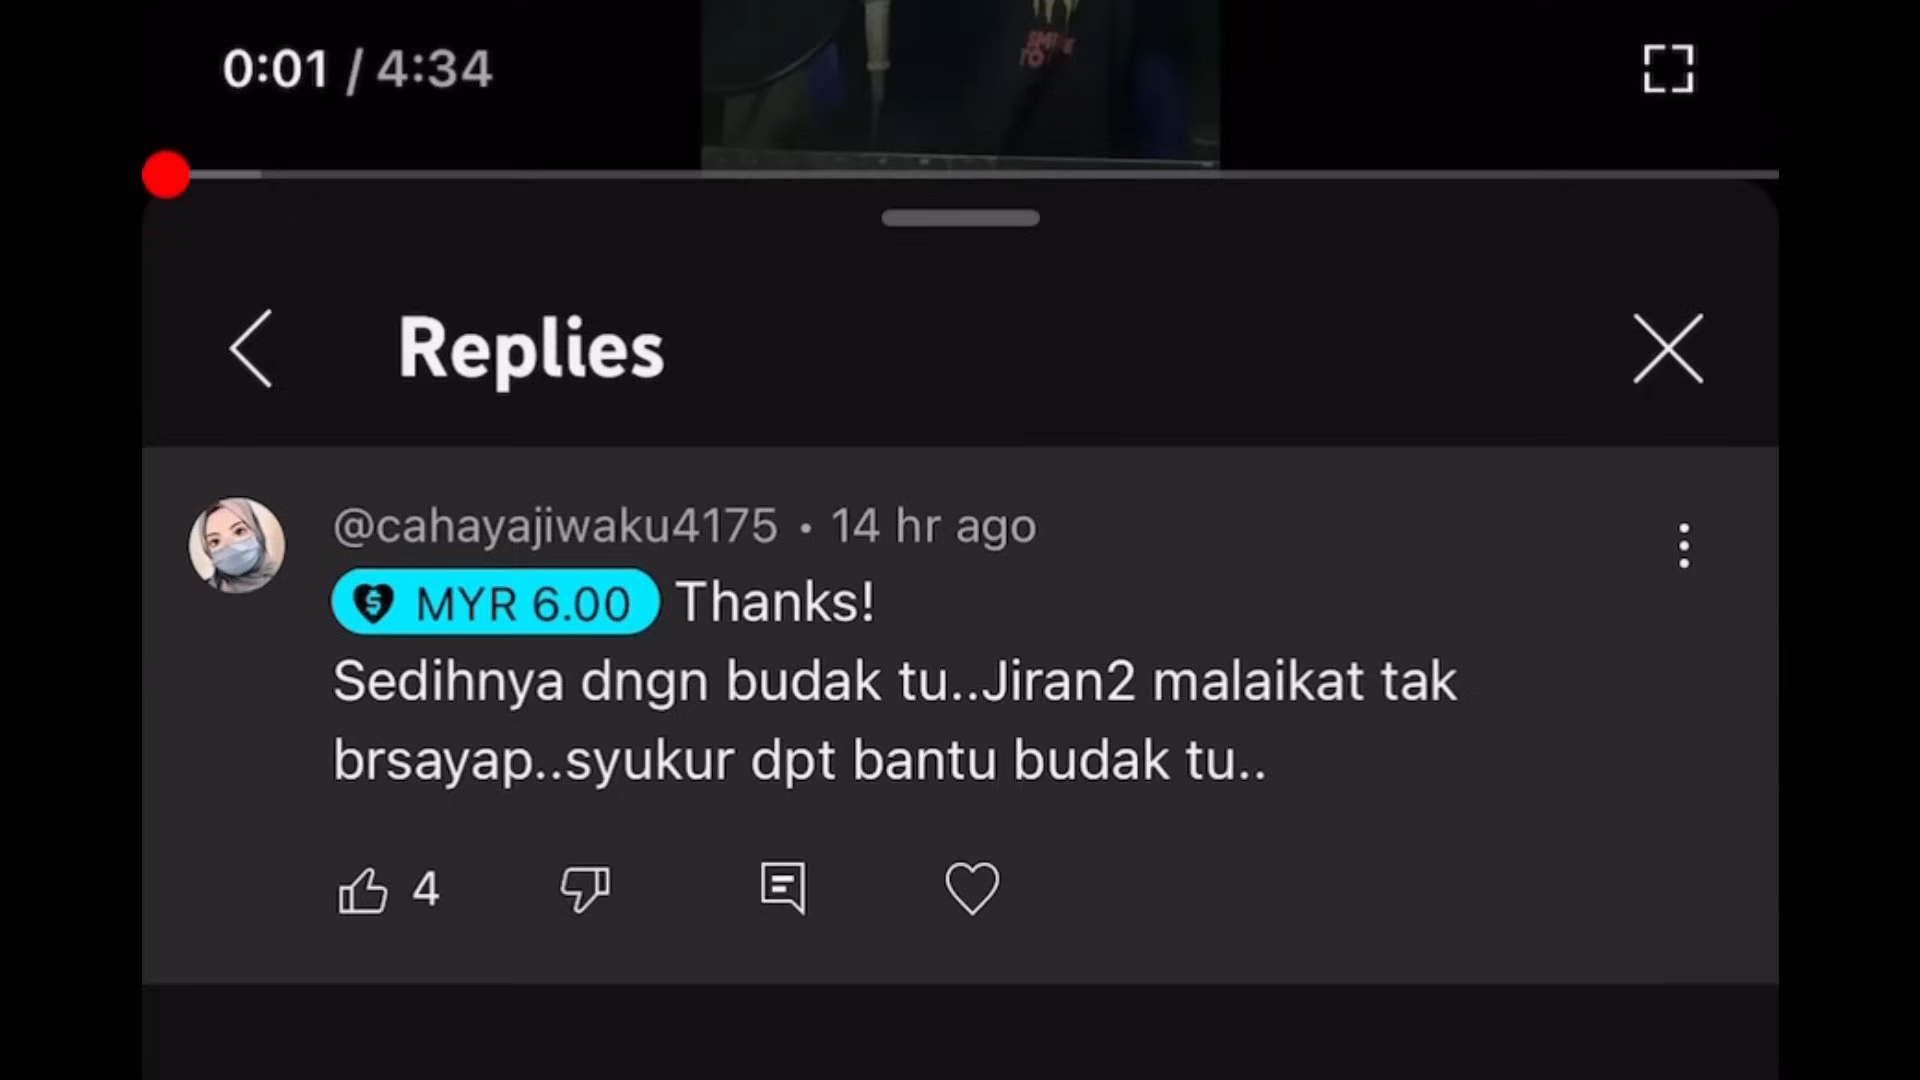 0:01 / 4:34
Replies
@cahayajiwaku4175 • 14 hr ago
MYR 6.00 Thanks!
Sedihnya dngn budak tu..Jiran2 malaikat tak
brsayap..syukur dpt bantu budak tu..
4